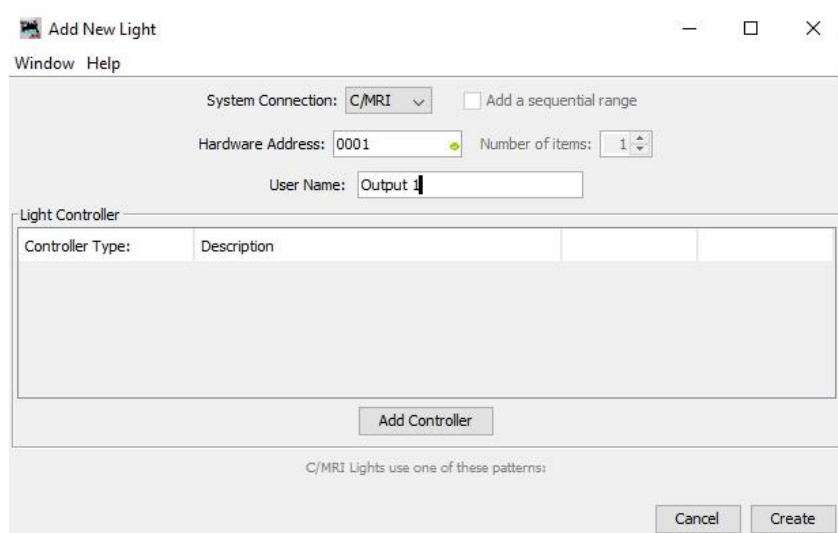 Add New Light
Window Help
System Connection: C/MRI Add a sequential range
Hardware Address: 0001 Number of items: 1
User Name: Output 1
Light Controller
Controller Type: Description
Add Controller
C/MRI Lights use one of these patterns:
Cancel Create